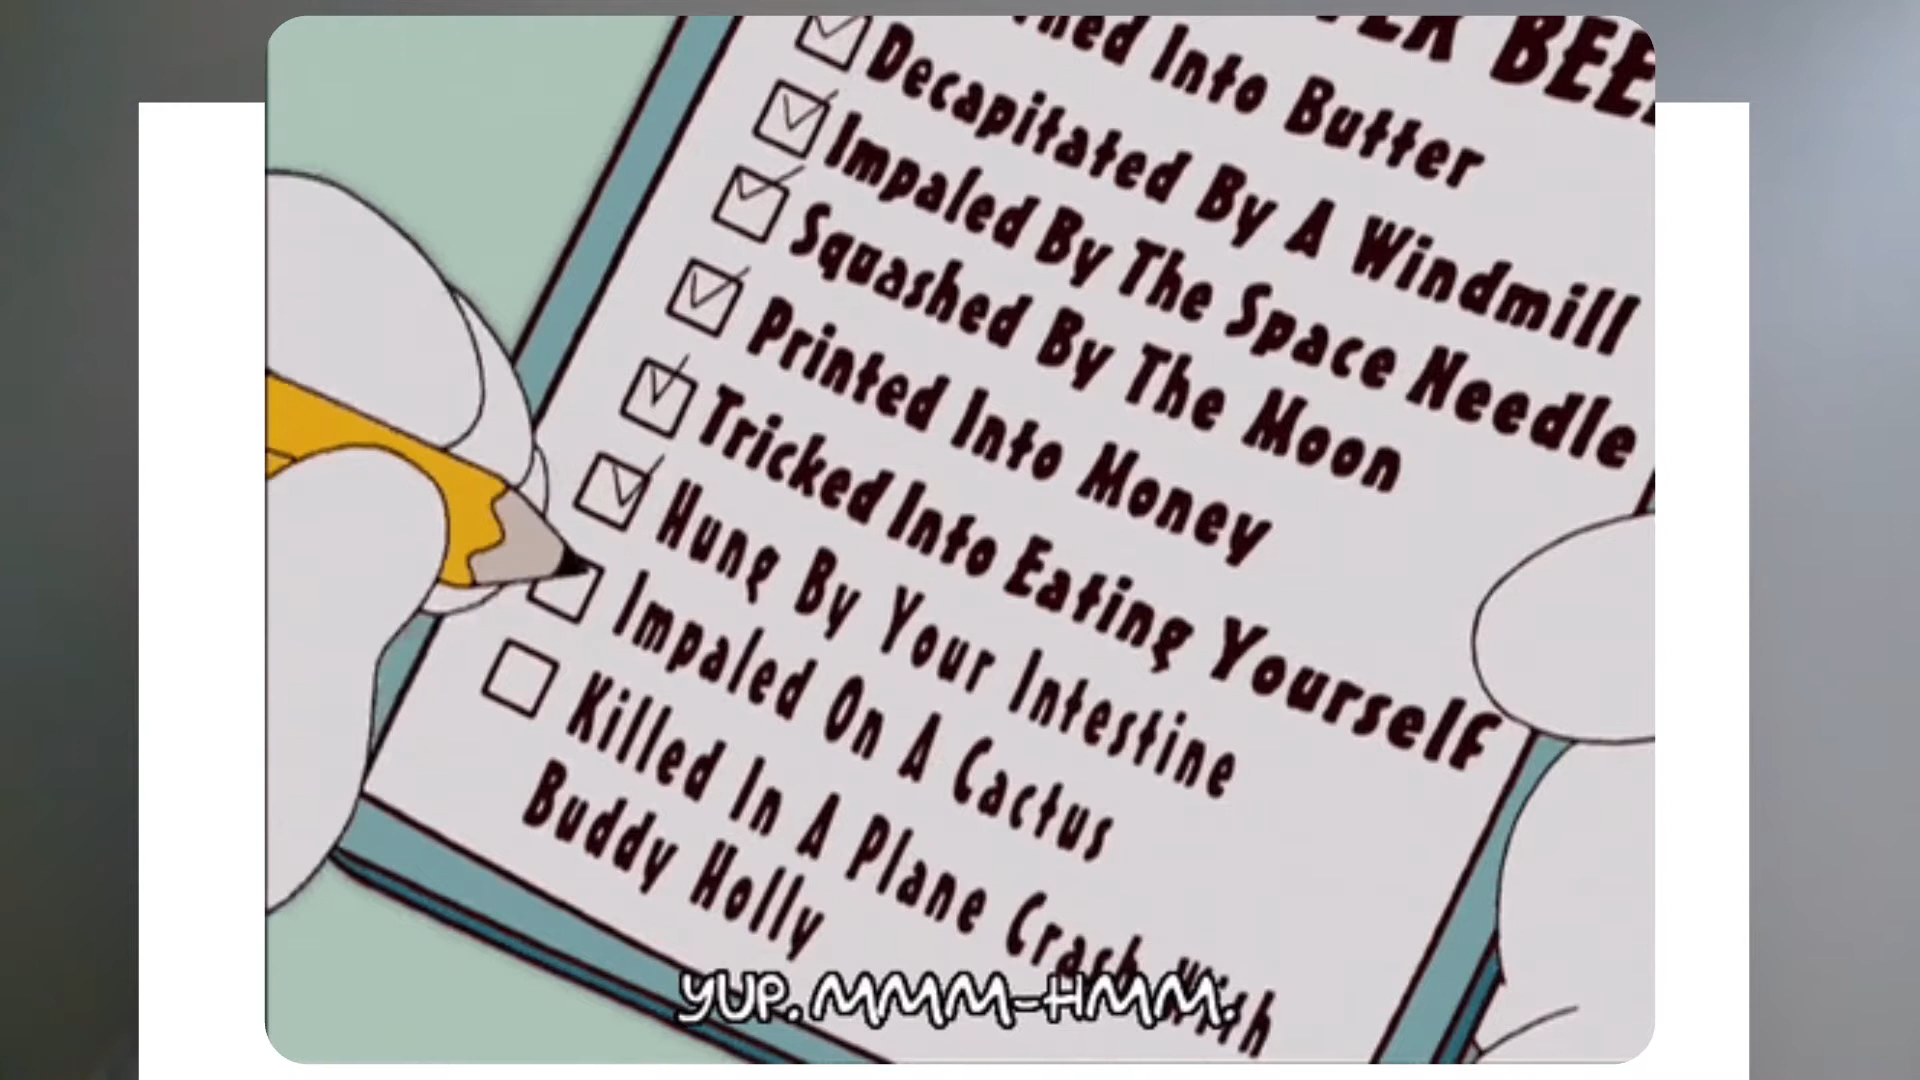 Into Butter
Decapitated By A Windmill
Impaled By The Space Needle
Squashed By The Moon
Printed Into Money
Tricked Into Eating Yourself
Hung By Your Intestine
Impaled On A Cactus
Killed In A Plane Crash With
Buddy Holly
YUP. MMM-HMM.